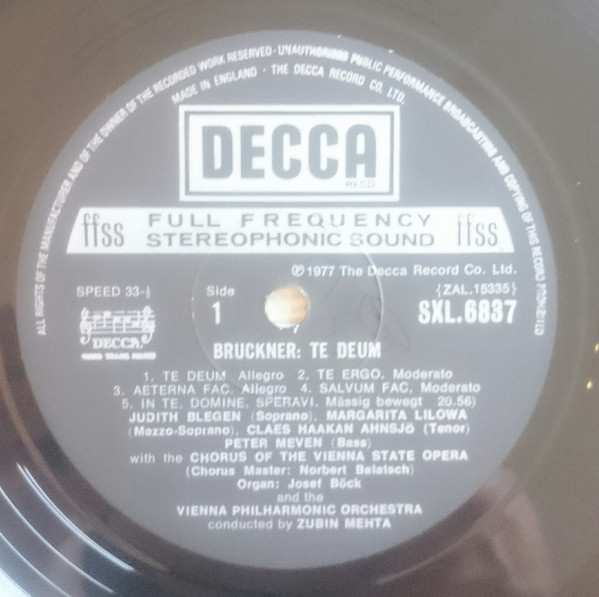 ALL RIGHTS OF THE MANUFACTURER AND OF THE OWNER OF THE RECORDED WORK RESERVED · UNAUTHORISED PUBLIC PERFORMANCE BROADCASTING AND COPYING OF THIS RECORD PROHIBITED
MADE IN ENGLAND · THE DECCA RECORD CO. LTD.
DECCA
RECD
ffss FULL FREQUENCY STEREOPHONIC SOUND ffss
℗1977 The Decca Record Co. Ltd.
SPEED 33-⅓ Side {ZAL.15335}
1 SXL.6837
DECCA
BRUCKNER: TE DEUM
1. TE DEUM. Allegro 2. TE ERGO. Moderato
3. AETERNA FAC. Allegro 4. SALVUM FAC. Moderato
5. IN TE, DOMINE, SPERAVI. Mässig bewegt 20.56)
JUDITH BLEGEN (Soprano), MARGARITA LILOWA
(Mezzo-Soprano), CLAES HAAKAN AHNSJÖ (Tenor)
PETER MEVEN (Bass)
with the CHORUS OF THE VIENNA STATE OPERA
(Chorus Master: Norbert Balatsch)
Organ: Josef Böck
and the
VIENNA PHILHARMONIC ORCHESTRA
conducted by ZUBIN MEHTA